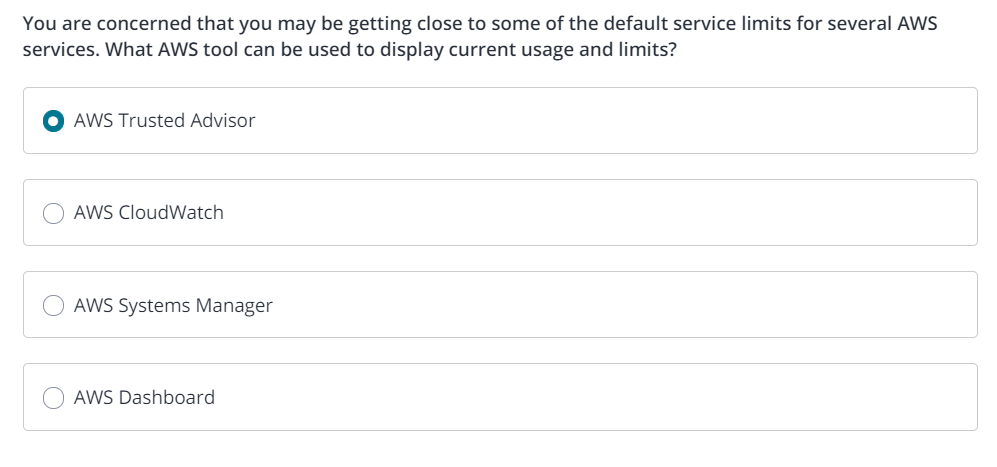 You are concerned that you may be getting close to some of the default service limits for several AWS
services. What AWS tool can be used to display current usage and limits?
AWS Trusted Advisor
AWS CloudWatch
AWS Systems Manager
AWS Dashboard